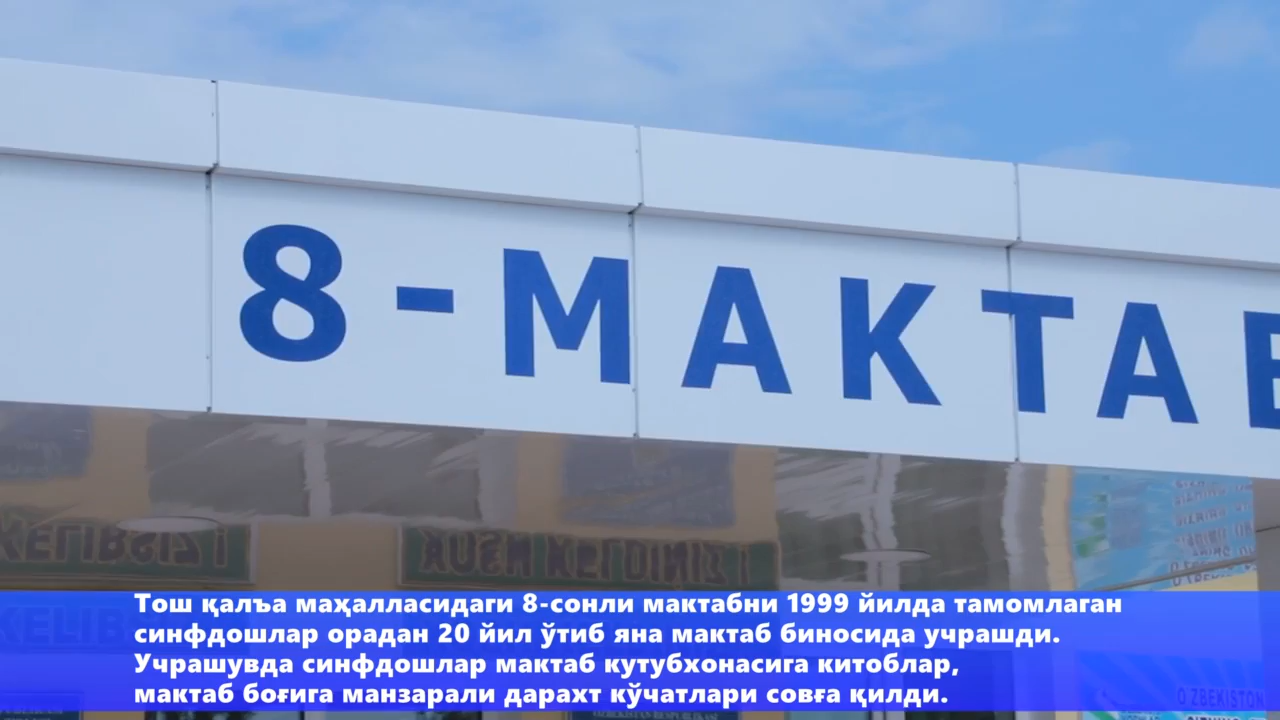 8-МАКТАБ
Тош қалъа маҳалласидаги 8-сонли мактабни 1999 йилда тамомлаган
синфдошлар орадан 20 йил ўтиб яна мактаб биносида учрашди.
Учрашувда синфдошлар мактаб кутубхонасига китоблар,
мактаб боғига манзарали дарахт кўчатлари совға қилди.